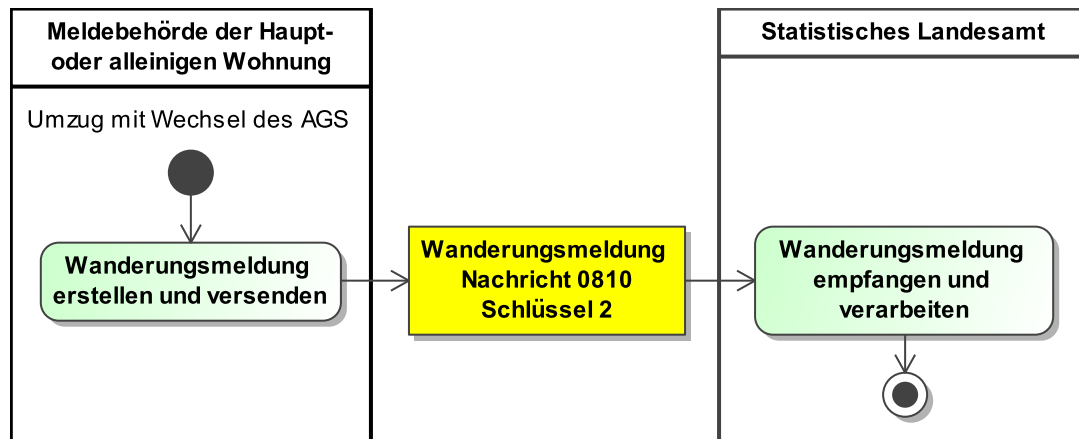 Meldebehörde der Haupt-
oder alleinigen Wohnung
Statistisches Landesamt
Umzug mit Wechsel des AGS
Wanderungsmeldung
erstellen und versenden
Wanderungsmeldung
Nachricht 0810
Schlüssel 2
Wanderungsmeldung
empfangen und
verarbeiten